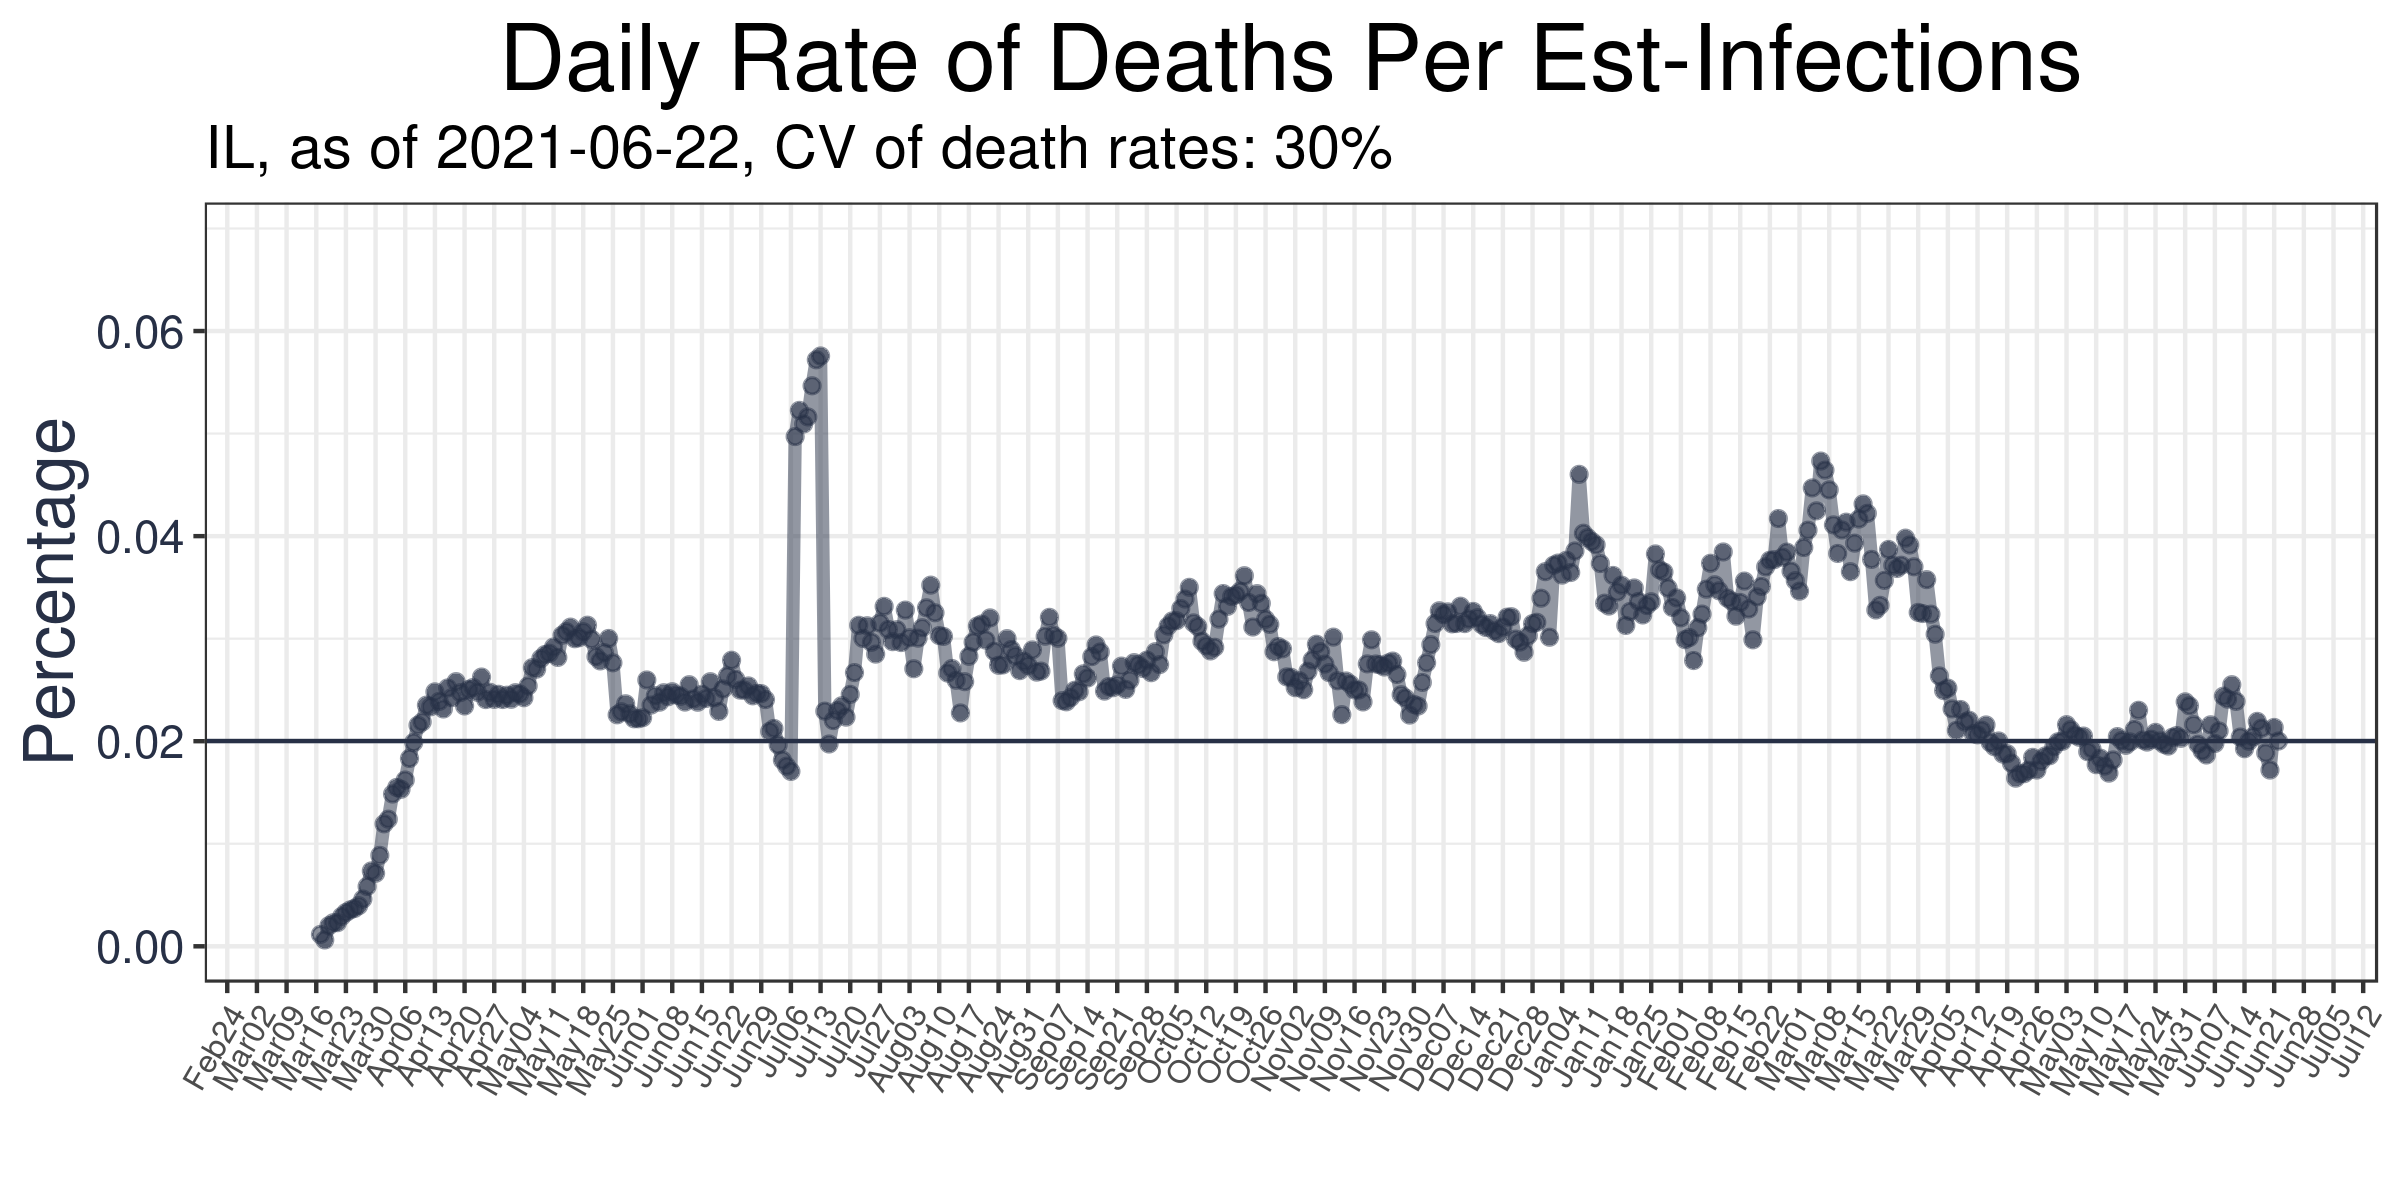 Daily Rate of Deaths Per Est-Infections
IL, as of 2021-06-22, CV of death rates: 30%
Percentage
0.06
0.04
0.02
0.00
Feb24
Mar02
Mar09
Mar16
Mar23
Mar30
Apr06
Apr13
Apr20
Apr27
May04
May11
May18
May25
Jun01
Jun08
Jun15
Jun22
Jun29
Jul06
Jul13
Jul20
Jul27
Aug03
Aug10
Aug17
Aug24
Aug31
Sep07
Sep14
Sep21
Sep28
Oct05
Oct12
Oct19
Oct26
Nov02
Nov09
Nov16
Nov23
Nov30
Dec07
Dec14
Dec21
Dec28
Jan04
Jan11
Jan18
Jan25
Feb01
Feb08
Feb15
Feb22
Mar01
Mar08
Mar15
Mar22
Mar29
Apr05
Apr12
Apr19
Apr26
May03
May10
May17
May24
May31
Jun07
Jun14
Jun21
Jun28
Jul05
Jul12